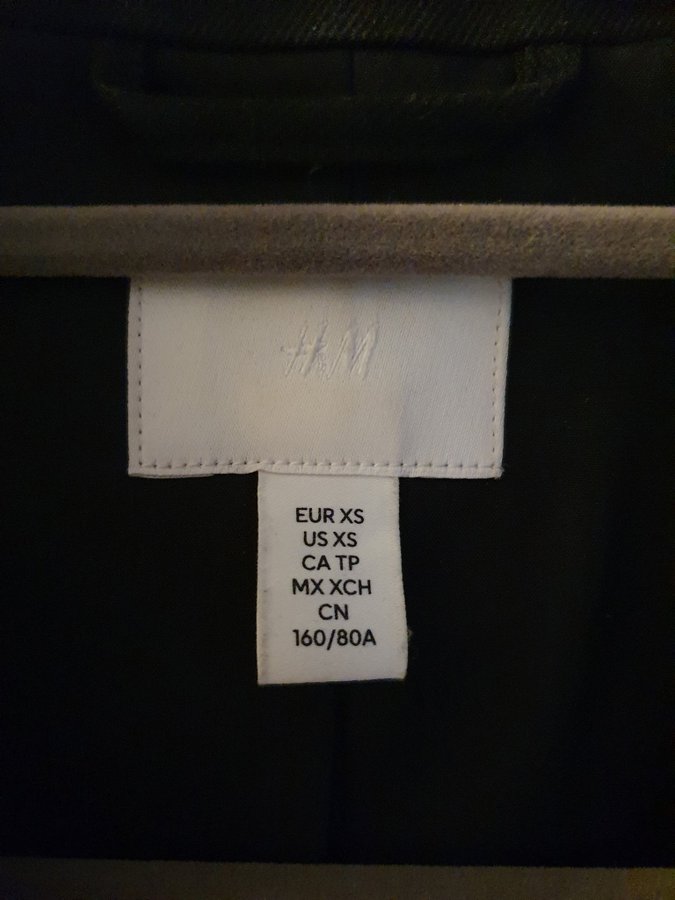 H&M
EUR XS
US XS
CA TP
MX XCH
CN
160/80A